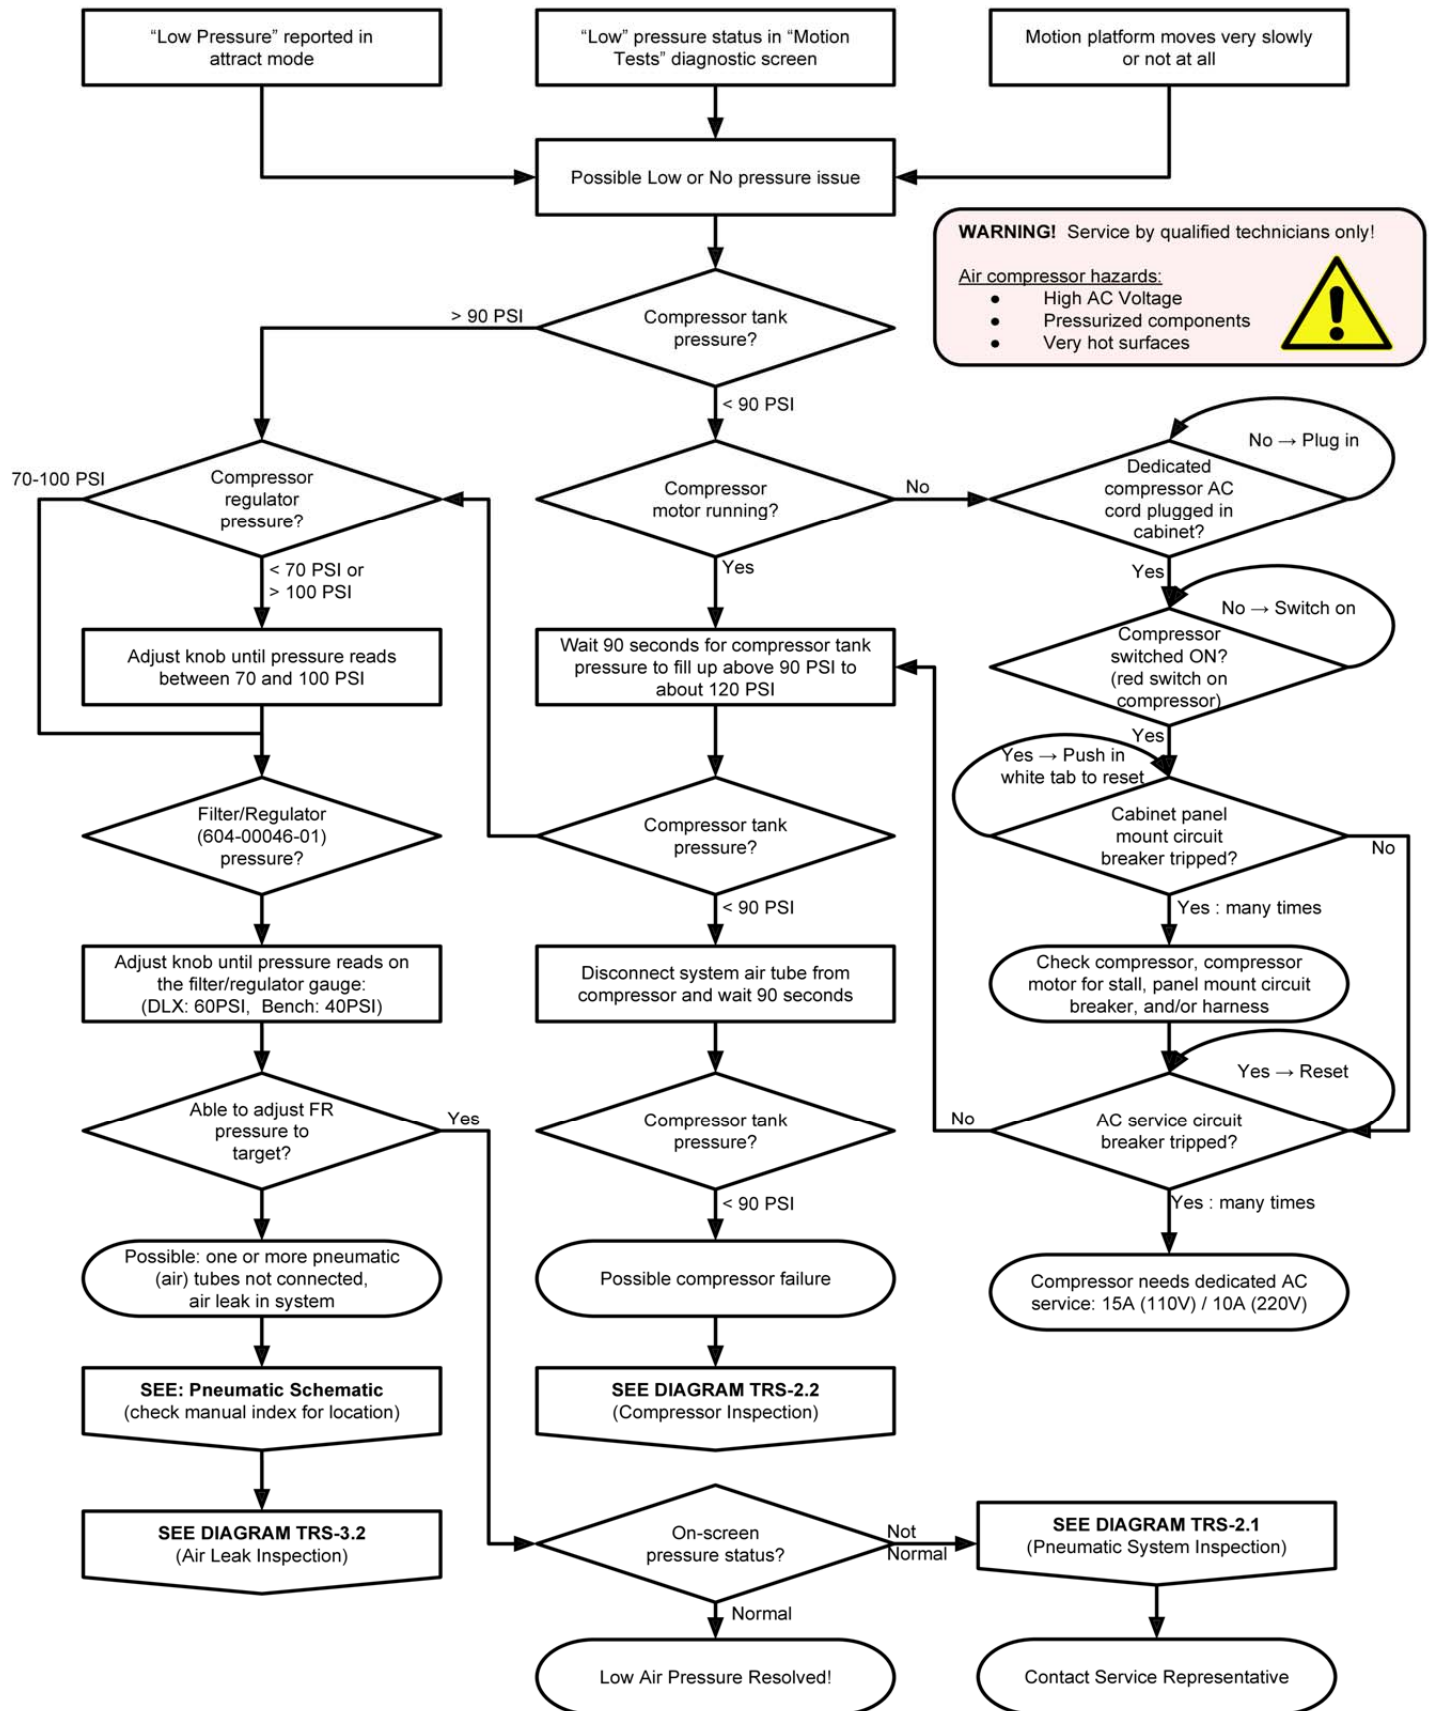 “Low Pressure” reported in
attract mode
“Low” pressure status in “Motion
Tests” diagnostic screen
Motion platform moves very slowly
or not at all
Possible Low or No pressure issue
WARNING! Service by qualified technicians only!
Air compressor hazards:
● High AC Voltage
● Pressurized components
● Very hot surfaces
> 90 PSI
Compressor tank
pressure?
< 90 PSI
70-100 PSI
Compressor
regulator
pressure?
< 70 PSI or
> 100 PSI
Compressor
motor running?
No
Yes
No → Plug in
Dedicated
compressor AC
cord plugged in
cabinet?
Yes
No → Switch on
Compressor
switched ON?
(red switch on
compressor)
Yes
Adjust knob until pressure reads
between 70 and 100 PSI
Wait 90 seconds for compressor tank
pressure to fill up above 90 PSI to
about 120 PSI
Yes → Push in
white tab to reset
Filter/Regulator
(604-00046-01)
pressure?
Compressor tank
pressure?
< 90 PSI
Cabinet panel
mount circuit
breaker tripped?
No
Yes : many times
Adjust knob until pressure reads on
the filter/regulator gauge:
(DLX: 60PSI, Bench: 40PSI)
Disconnect system air tube from
compressor and wait 90 seconds
Check compressor, compressor
motor for stall, panel mount circuit
breaker, and/or harness
Yes → Reset
Able to adjust FR
pressure to
target?
Yes
Compressor tank
pressure?
< 90 PSI
No
AC service circuit
breaker tripped?
Yes : many times
Possible: one or more pneumatic
(air) tubes not connected,
air leak in system
Possible compressor failure
Compressor needs dedicated AC
service: 15A (110V) / 10A (220V)
SEE: Pneumatic Schematic
(check manual index for location)
SEE DIAGRAM TRS-2.2
(Compressor Inspection)
SEE DIAGRAM TRS-3.2
(Air Leak Inspection)
On-screen
pressure status?
Not
Normal
Normal
SEE DIAGRAM TRS-2.1
(Pneumatic System Inspection)
Low Air Pressure Resolved!
Contact Service Representative